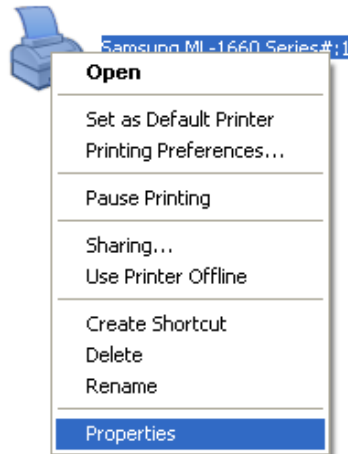 Samsung ML-1660 Series#:1
Open
Set as Default Printer
Printing Preferences...
Pause Printing
Sharing...
Use Printer Offline
Create Shortcut
Delete
Rename
Properties